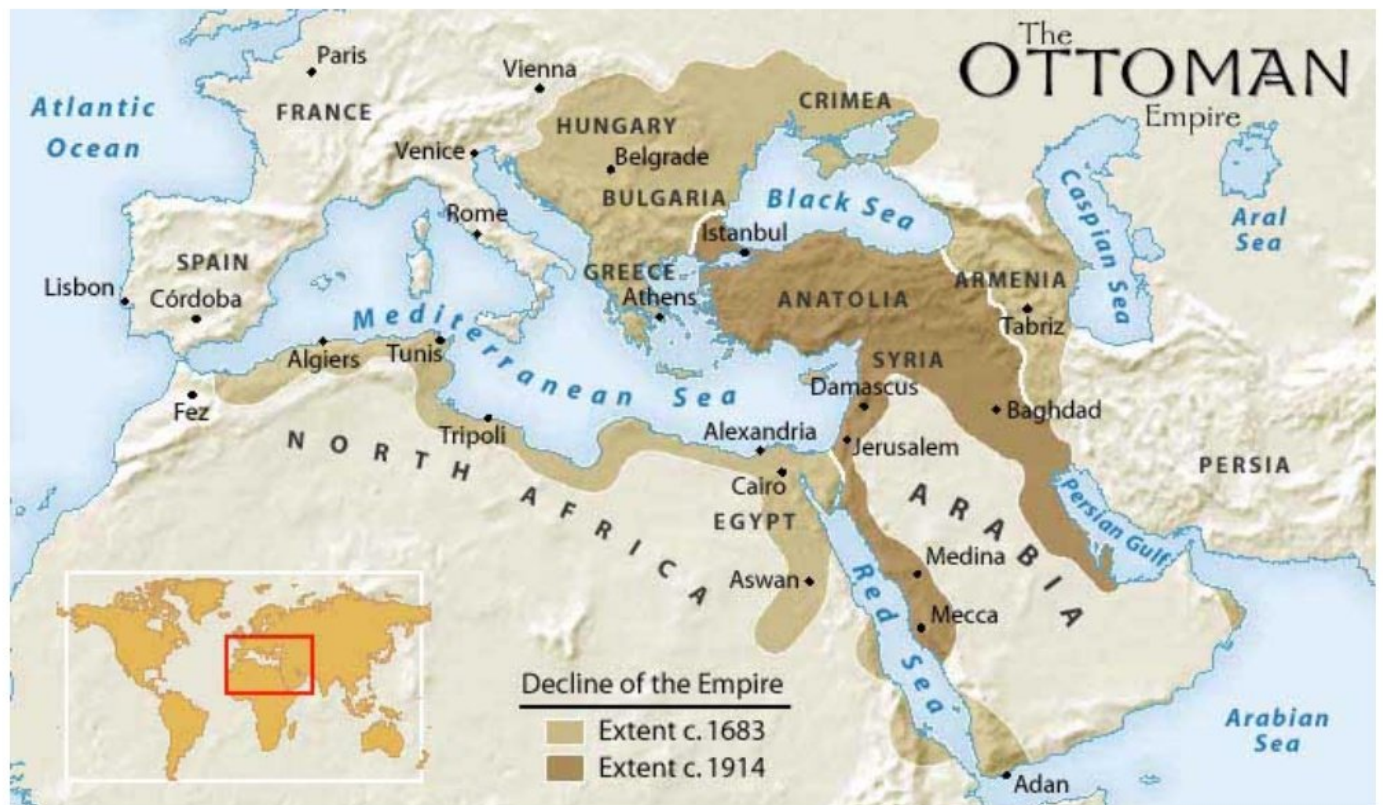 The
OTTOMAN
Empire
Paris
Vienna
CRIMEA
Atlantic
Ocean
FRANCE
HUNGARY
Venice
Belgrade
BULGARIA
Black Sea
Caspian Sea
Aral
Sea
Rome
Istanbul
SPAIN
GREECE
ARMENIA
Lisbon
Córdoba
Athens
ANATOLIA
Tabriz
Mediterranean Sea
Algiers
Tunis
SYRIA
Damascus
Fez
Baghdad
Tripoli
Alexandria
Jerusalem
NORTH AFRICA
Cairo
PERSIA
EGYPT
ARABIA
Persian Gulf
Aswan
Medina
Red Sea
Mecca
Decline of the Empire
Extent c. 1683
Extent c. 1914
Arabian
Sea
Adan